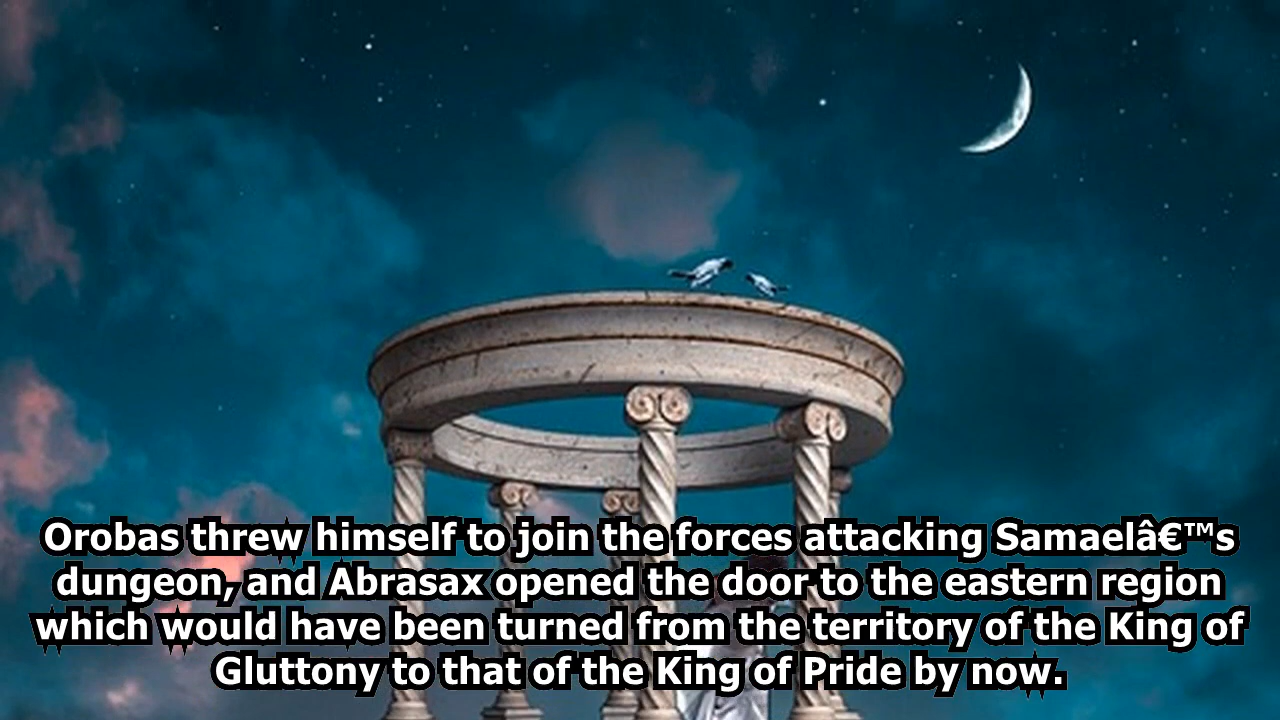 Orobas threw himself to join the forces attacking Samaelâ€™s
dungeon, and Abrasax opened the door to the eastern region
which would have been turned from the territory of the King of
Gluttony to that of the King of Pride by now.